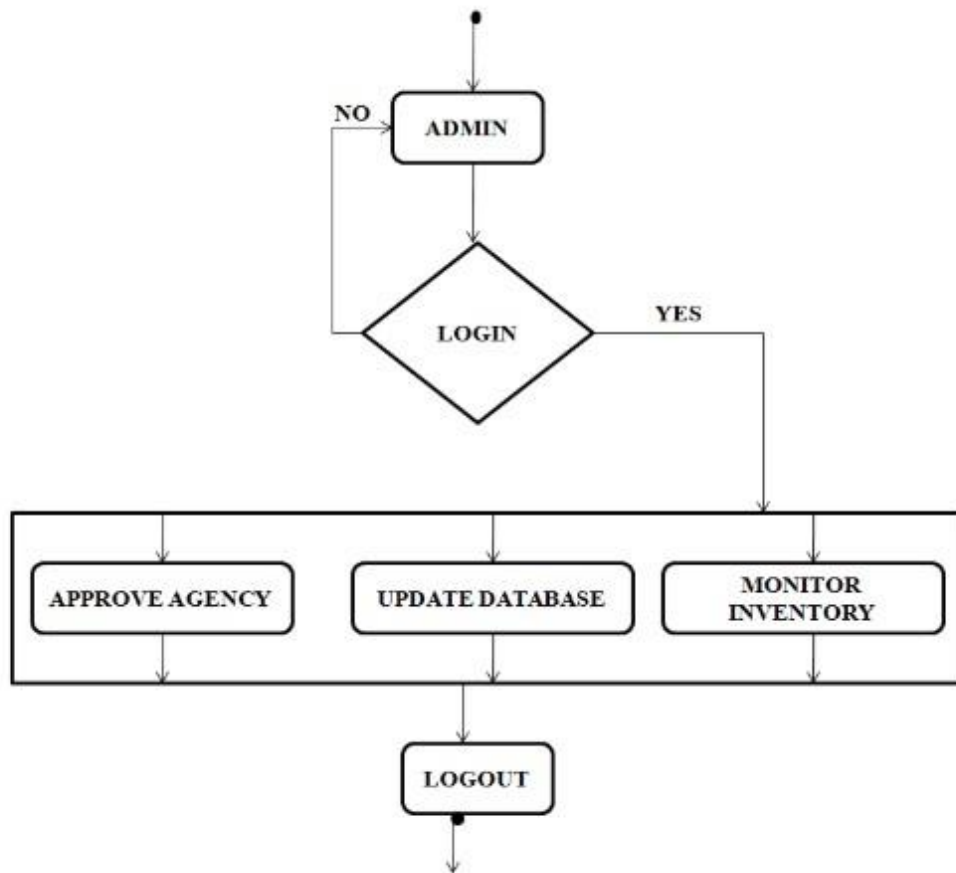 NO
ADMIN
LOGIN
YES
APPROVE AGENCY
UPDATE DATABASE
MONITOR
INVENTORY
LOGOUT